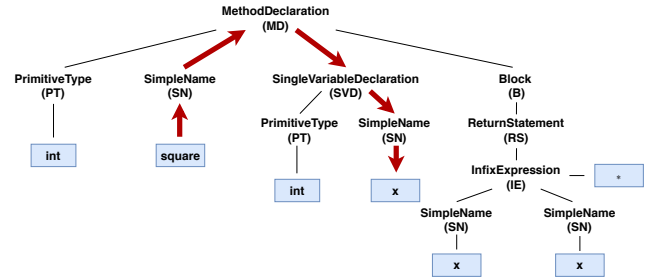 MethodDeclaration
(MD)
PrimitiveType
(PT)
SimpleName
(SN)
SingleVariableDeclaration
(SVD)
Block
(B)
PrimitiveType
(PT)
SimpleName
(SN)
ReturnStatement
(RS)
int
square
InfixExpression
(IE)
*
int
x
SimpleName
(SN)
SimpleName
(SN)
x
x